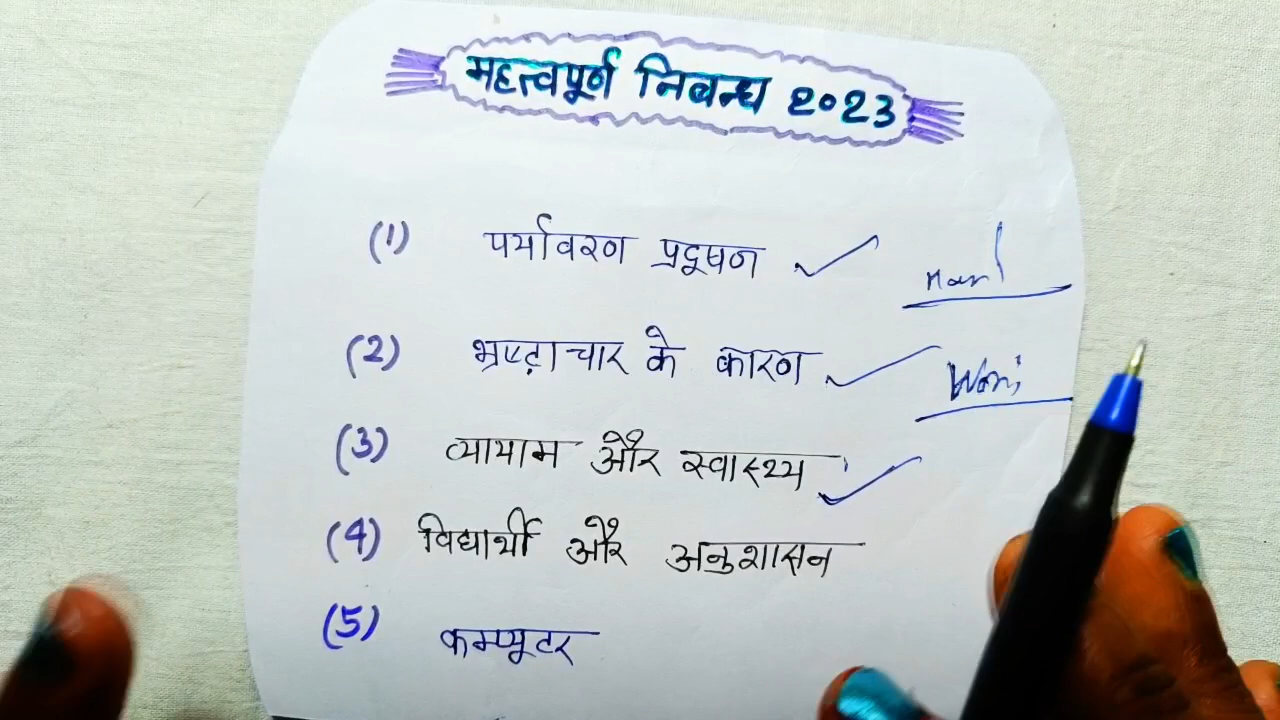 महत्वपूर्ण निबन्ध 2023
(1) पर्यावरण प्रदूषण
(2) भ्रष्टाचार के कारण
(3) व्यायाम और स्वास्थ्य
(4) विद्यार्थी और अनुशासन
(5) कम्प्यूटर